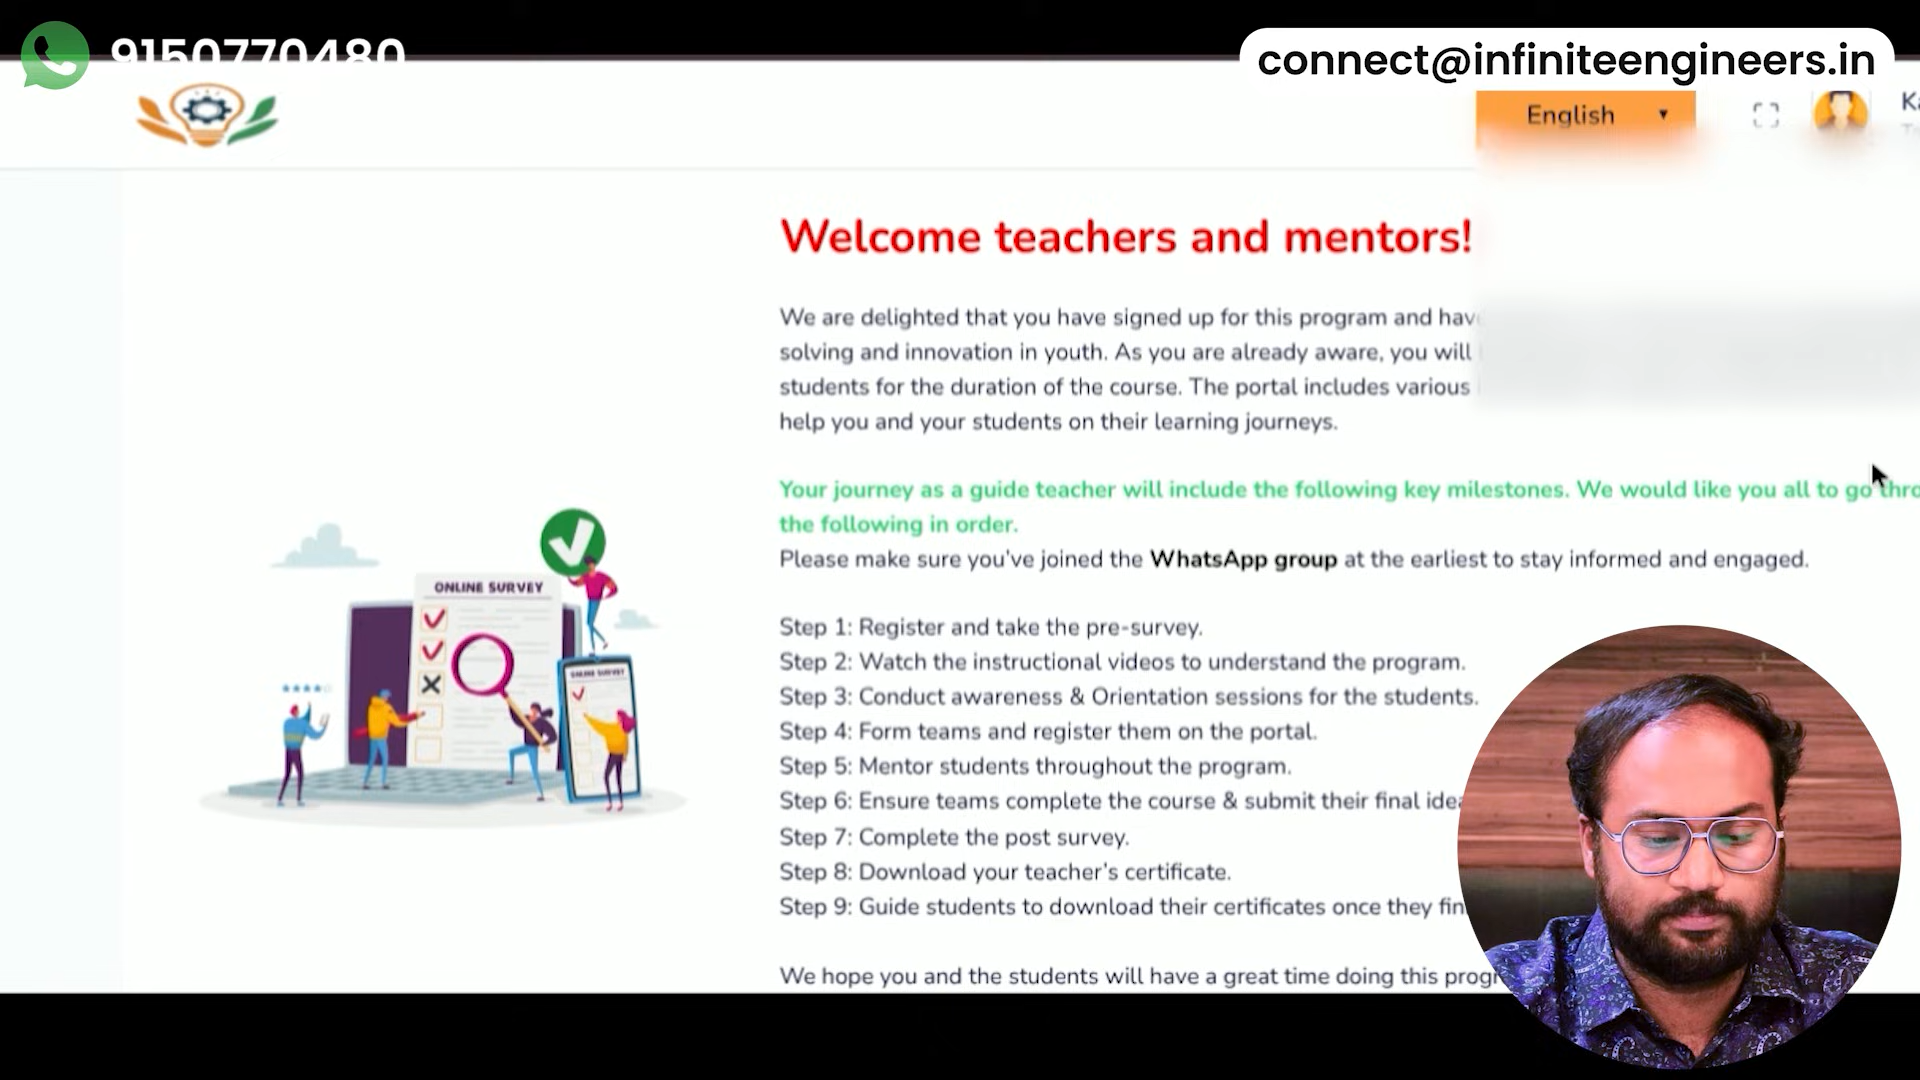 9150770480
connect@infiniteengineers.in
English
Welcome teachers and mentors!
We are delighted that you have signed up for this program and have
solving and innovation in youth. As you are already aware, you will
students for the duration of the course. The portal includes various
help you and your students on their learning journeys.
Your journey as a guide teacher will include the following key milestones. We would like you all to go thro
the following in order.
Please make sure you've joined the WhatsApp group at the earliest to stay informed and engaged.
Step 1: Register and take the pre-survey.
Step 2: Watch the instructional videos to understand the program.
Step 3: Conduct awareness & Orientation sessions for the students.
Step 4: Form teams and register them on the portal.
Step 5: Mentor students throughout the program.
Step 6: Ensure teams complete the course & submit their final idea
Step 7: Complete the post survey.
Step 8: Download your teacher's certificate.
Step 9: Guide students to download their certificates once they fin
We hope you and the students will have a great time doing this progr
ONLINE SURVEY
ONLINE SURVEY